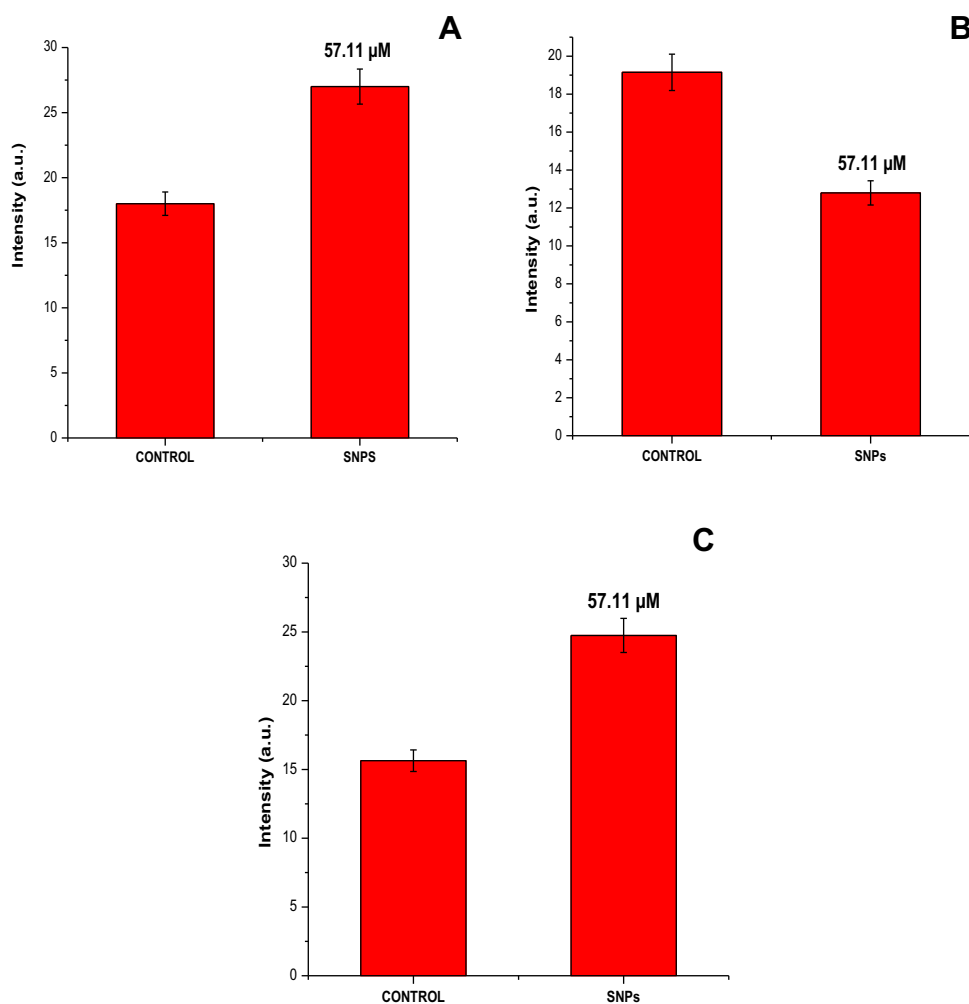 A
57.11 µM
30
25
20
15
10
5
0
Intensity (a.u.)
CONTROL
SNPS
B
57.11 µM
20
18
16
14
12
10
8
6
4
2
0
Intensity (a.u.)
CONTROL
SNPs
C
57.11 µM
30
25
20
15
10
5
0
Intensity (a.u.)
CONTROL
SNPs